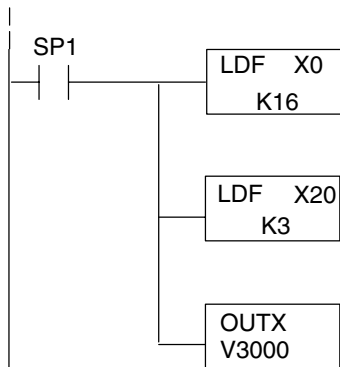 SP1
LDF X0
K16
LDF X20
K3
OUTX
V3000